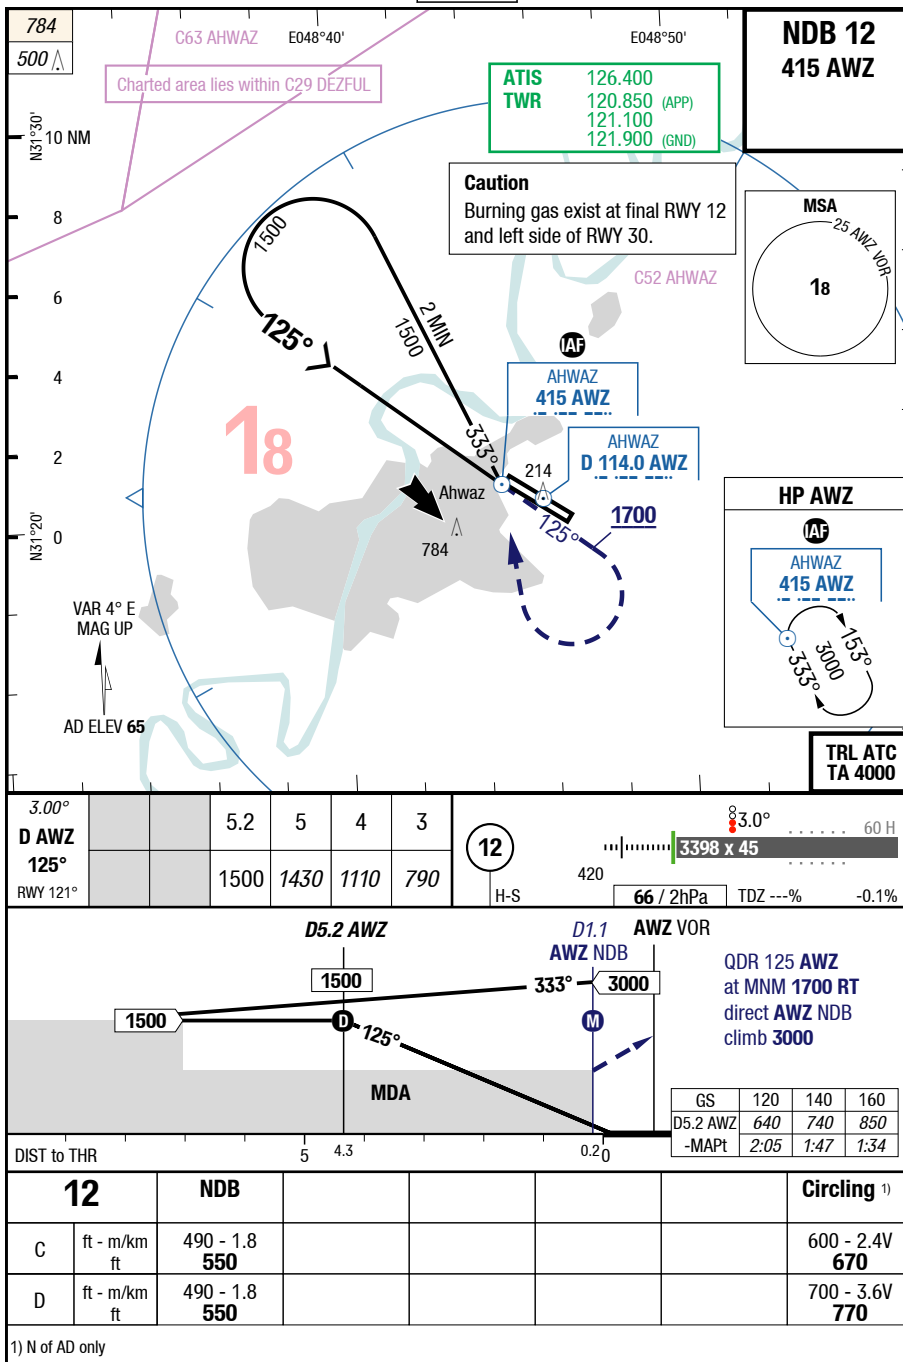 784
500
C63 AHWAZ
E048°40'
E048°50'
NDB 12
415 AWZ
Charted area lies within C29 DEZFUL
ATIS 126.400
TWR 120.850 (APP)
121.100
121.900 (GND)
N31°30'
10 NM
Caution
Burning gas exist at final RWY 12
and left side of RWY 30.
MSA
25 AWZ VOR
18
8
1500
C52 AHWAZ
6
2 MIN
1500
125°
IAF
4
AHWAZ
415 AWZ
18
333°
AHWAZ
D 114.0 AWZ
2
214
Ahwaz
HP AWZ
125°
1700
N31°20'
0
784
IAF
AHWAZ
415 AWZ
VAR 4° E
MAG UP
153°
3000
333°
AD ELEV 65
TRL ATC
TA 4000
3.00°
D AWZ
125°
RWY 121°
5.2 5 4 3
1500 1430 1110 790
12
H-S
3.0°
60 H
3398 x 45
420
66 / 2hPa
TDZ ---%
-0.1%
D5.2 AWZ
D1.1
AWZ NDB
AWZ VOR
1500
333°
3000
1500
D
125°
M
QDR 125 AWZ
at MNM 1700 RT
direct AWZ NDB
climb 3000
MDA
GS 120 140 160
D5.2 AWZ 640 740 850
-MAPt 2:05 1:47 1:34
DIST to THR
5 4.3 0.2 0
12 NDB Circling 1)
C ft - m/km 490 - 1.8 600 - 2.4V
ft 550 670
D ft - m/km 490 - 1.8 700 - 3.6V
ft 550 770
1) N of AD only